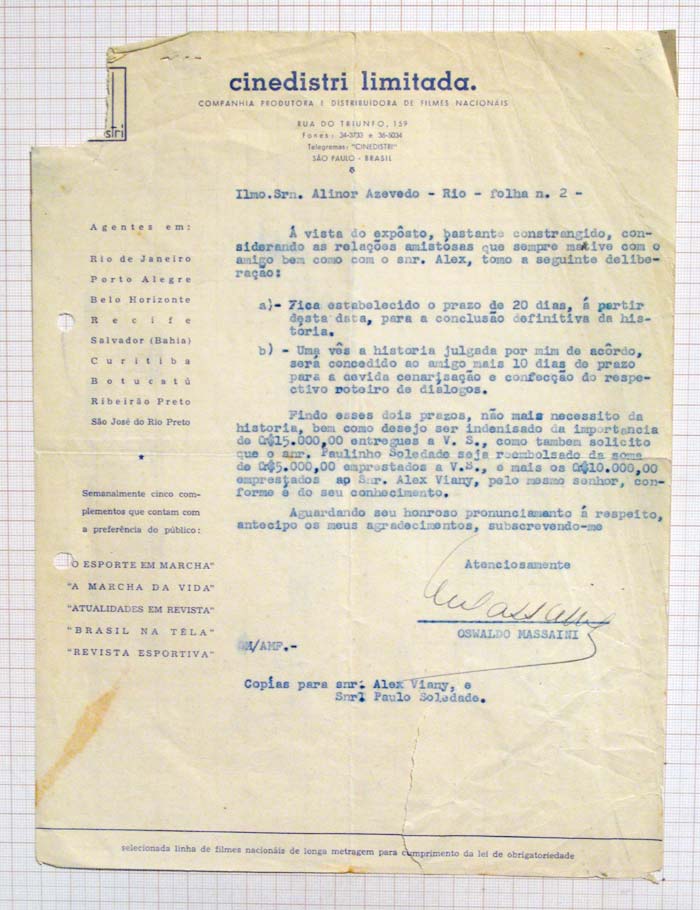 istri
cinedistri limitada.
COMPANHIA PRODUTORA E DISTRIBUIDORA DE FILMES NACIONAIS
RUA DO TRIUNFO, 159
Fones: 34-3733 e 36-5034
Telegramas: "CINEDISTRI"
SÃO PAULO - BRASIL
Ilmo.Srn. Alinor Azevedo - Rio - folha n. 2 -
Á vista do expôsto, bastante constrangido, con-
siderando as relações amistósas que sempre mative com o
amigo bem como com o snr. Alex, tomo a seguinte delibe-
ração:
a)- Fica estabelecido o prazo de 20 dias, á partir
desta data, para a conclusão definitiva da his-
tória.
b) - Uma vês a historia julgada por mim de acôrdo,
será concedido ao amigo mais 10 dias de prazo
para a devida cenarisação e confecção do respe-
ctivo roteiro de dialogos.
Findo esses dois prazos, não mais necessito da
historia, bem como desejo ser indenisado da importancia
de Cr$15.000,00 entregues a V. S., como tambem solicito
que o snr. Paulinho Soledade seja reembolsado da soma
de Cr$5.000,00 emprestados a V.S., e mais os Cr$10.000,00
emprestados ao Snr. Alex Viany, pelo mesmo senhor, con-
forme é do seu conhecimento.
Aguardando seu honroso pronunciamento á respeito,
antecipo os meus agradecimentos, subscrevendo-me
Atenciosamente
OSWALDO MASSAINI
OM/AMF.-
Copias para snr: Alex Viany, e
Snr: Paulo Soledade.
Agentes em:
Rio de Janeiro
Porto Alegre
Belo Horizonte
Recife
Salvador (Bahia)
Curitiba
Botucatú
Ribeirão Preto
São José do Rio Preto
Semanalmente cinco com-
plementos que contam com
a preferência do público:
"O ESPORTE EM MARCHA"
"A MARCHA DA VIDA"
"ATUALIDADES EM REVISTA"
"BRASIL NA TÉLA"
"REVISTA ESPORTIVA"
selecionada linha de filmes nacionáis de longa metragem para cumprimento da lei de obrigatoriedade